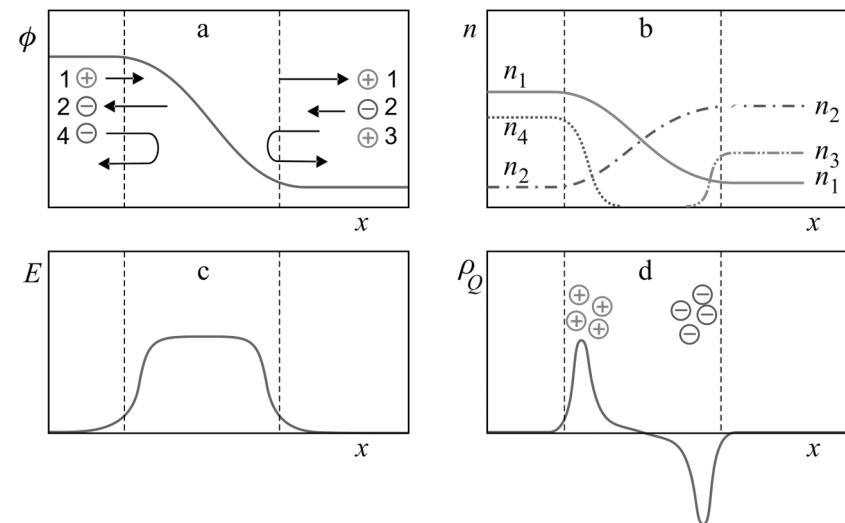 ϕ
a
1 +
2 −
4 −
+ 1
− 2
+ 3
x
n
b
n1
n4
n2
n2
n3
n1
x
E
c
x
ρQ
d
+ + + +
− − − −
x